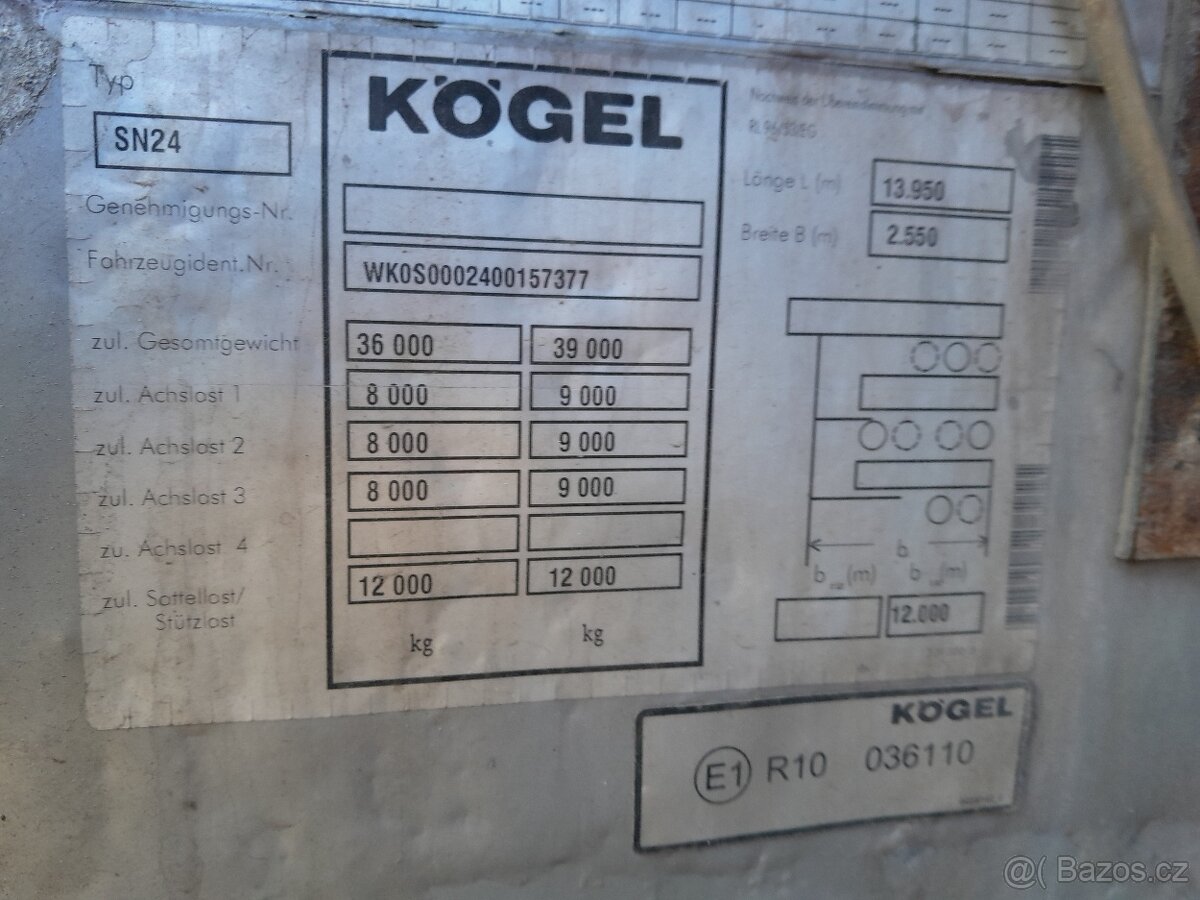 Typ
SN24
KÖGEL
Genehmigungs-Nr.
Fahrzeugident.Nr. WK0S0002400157377
zul. Gesamtgewicht 36 000 39 000
zul. Achslast 1 8 000 9 000
zul. Achslast 2 8 000 9 000
zul. Achslast 3 8 000 9 000
zu. Achslast 4
zul. Sattellast/ 12 000 12 000
Stützlast
kg kg
Länge L (m) 13.950
Breite B (m) 2.550
b
b (m) b (m)
12.000
KÖGEL
E1 R10 036110
@( Bazos.cz